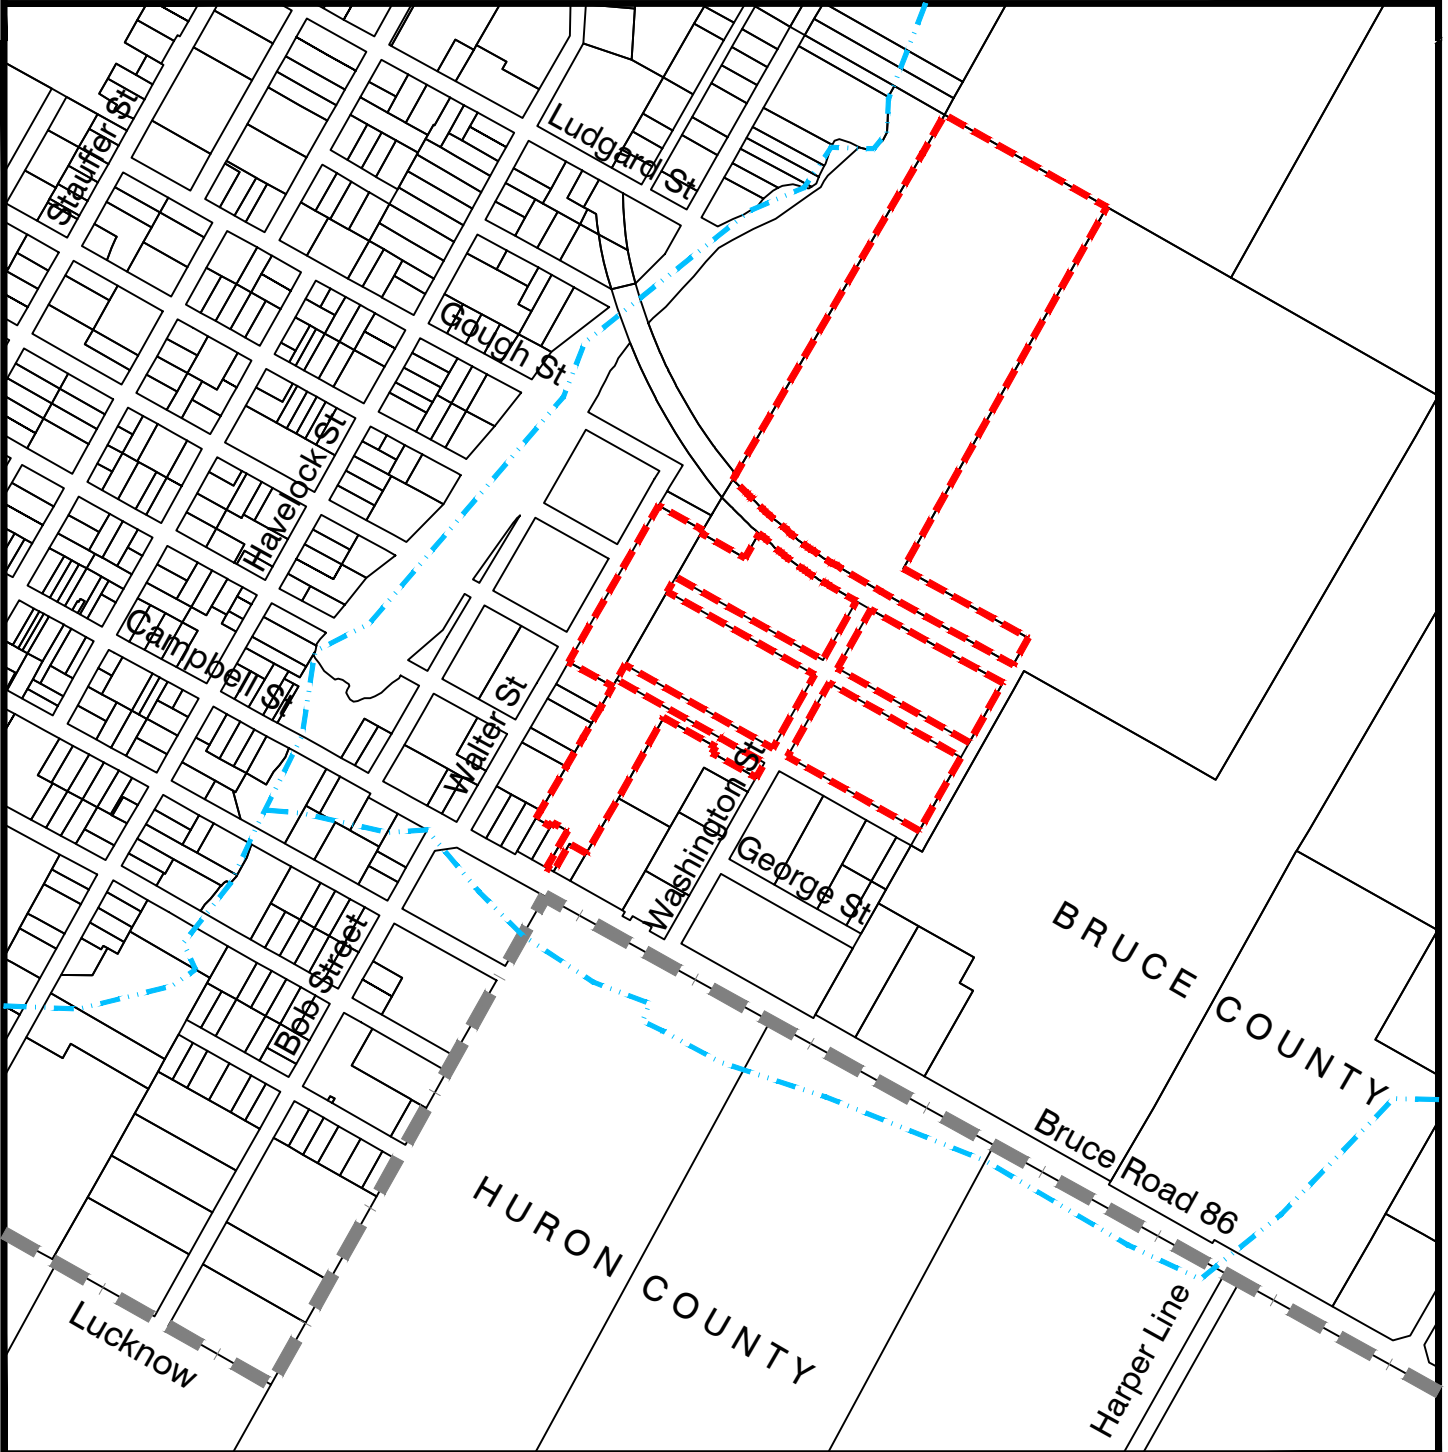 Stauffer St
Ludgard St
Gough St
Havelock St
Campbell St
Walter St
Washington St
George St
Bob Street
BRUCE COUNTY
Bruce Road 86
HURON COUNTY
Harper Line
Lucknow